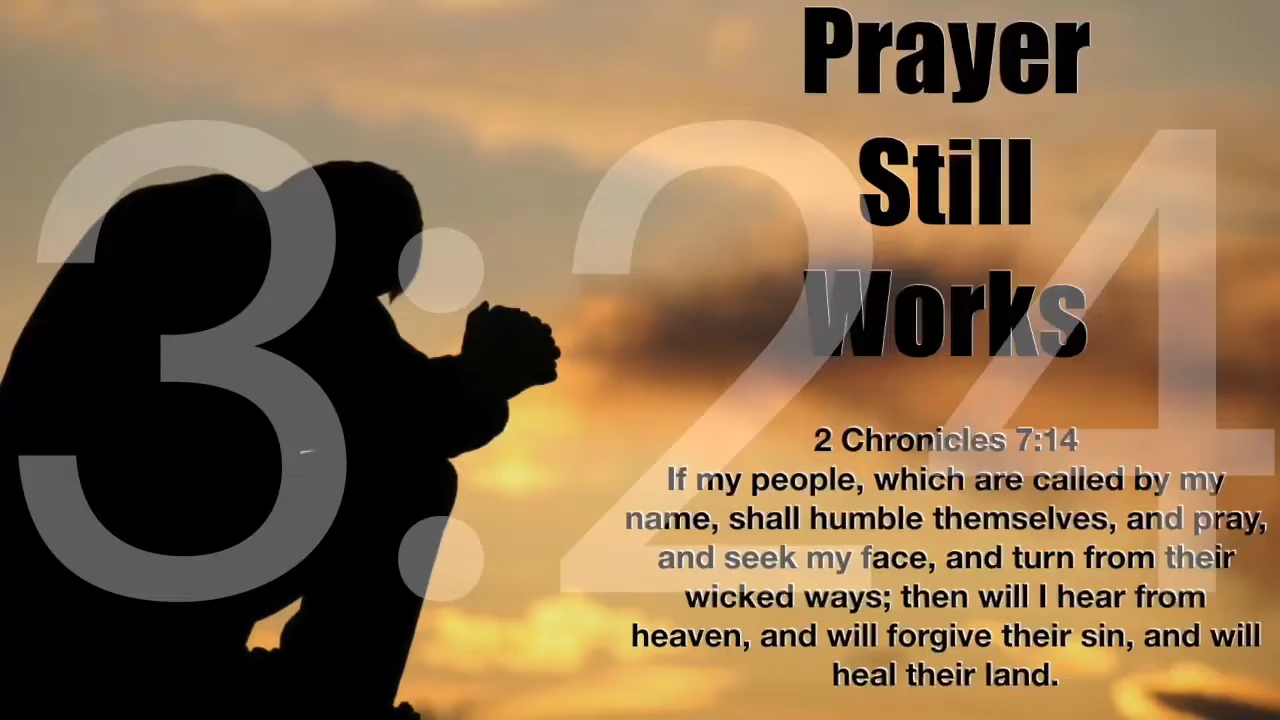 Prayer
Still
Works
3:24
2 Chronicles 7:14
If my people, which are called by my
name, shall humble themselves, and pray,
and seek my face, and turn from their
wicked ways; then will I hear from
heaven, and will forgive their sin, and will
heal their land.